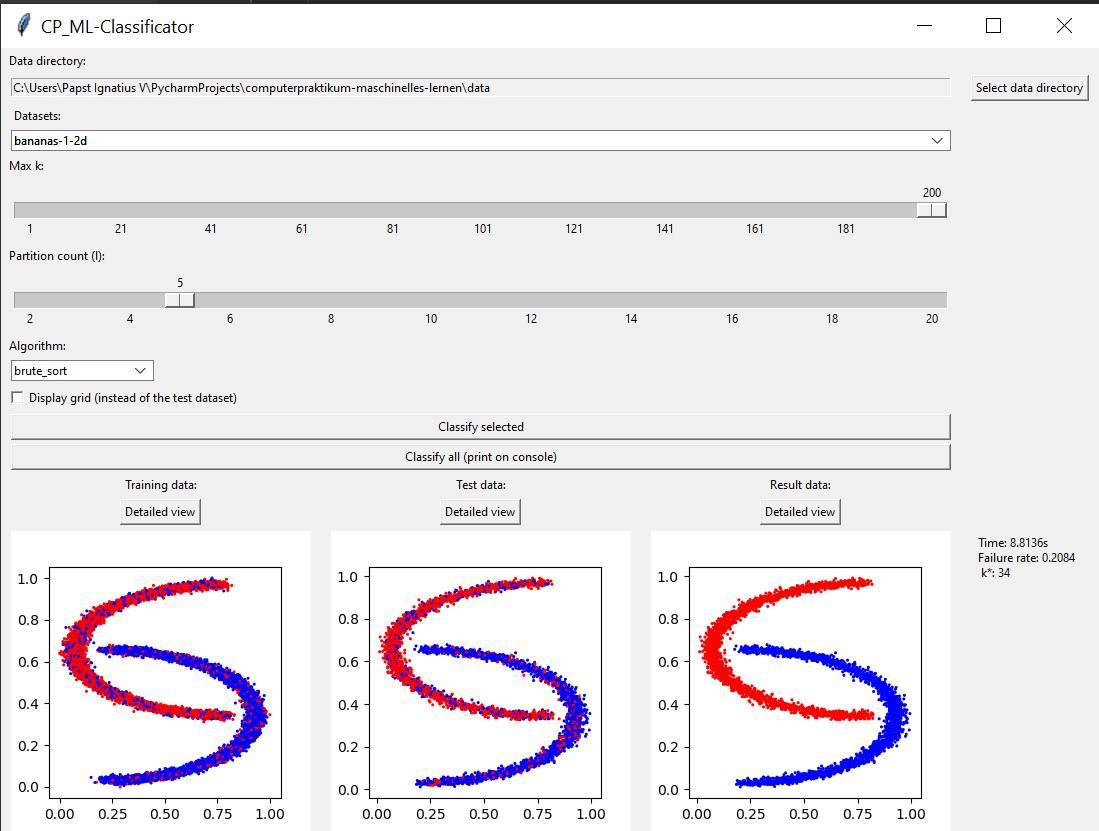 CP_ML-Classificator
Data directory:
C:\Users\Papst Ignatius V\PycharmProjects\computerpraktikum-maschinelles-lernen\data
Select data directory
Datasets:
bananas-1-2d
Max k:
200
1 21 41 61 81 101 121 141 161 181
Partition count (l):
5
2 4 6 8 10 12 14 16 18 20
Algorithm:
brute_sort
Display grid (instead of the test dataset)
Classify selected
Classify all (print on console)
Training data: Test data: Result data:
Detailed view Detailed view Detailed view
Time: 8.8136s
Failure rate: 0.2084
k*: 34
1.0 1.0 1.0
0.8 0.8 0.8
0.6 0.6 0.6
0.4 0.4 0.4
0.2 0.2 0.2
0.0 0.0 0.0
0.00 0.25 0.50 0.75 1.00 0.00 0.25 0.50 0.75 1.00 0.00 0.25 0.50 0.75 1.00